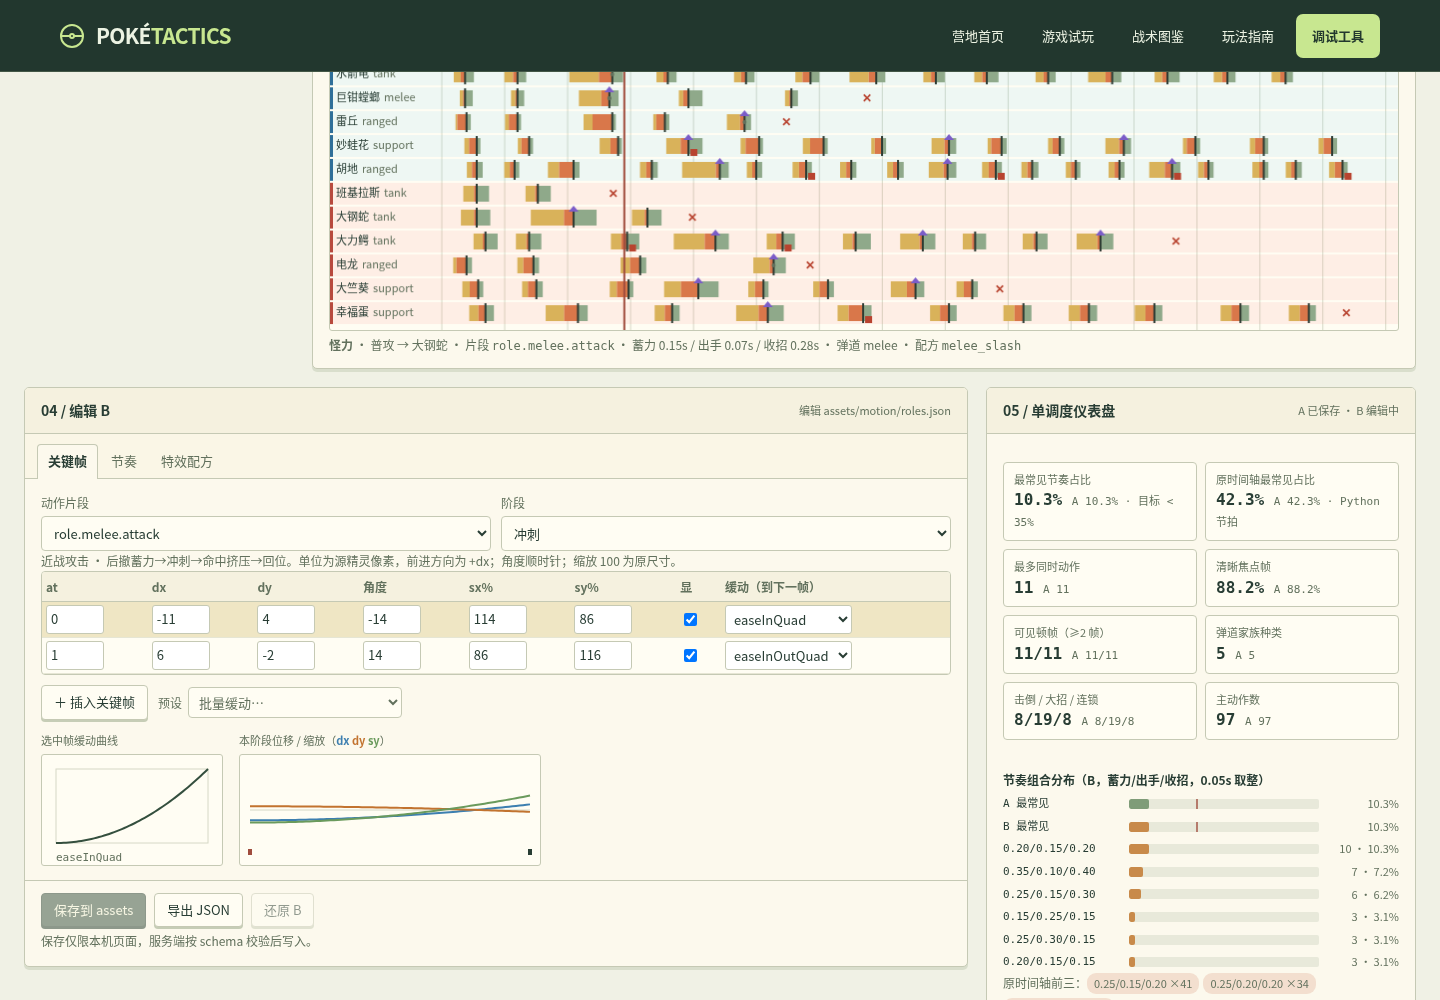 POKÉTACTICS
营地首页 游戏试玩 战术图鉴 玩法指南 调试工具
水箭龟 tank
巨钳螳螂 melee
雷丘 ranged
妙蛙花 support
胡地 ranged
班基拉斯 tank
大钢蛇 tank
大力鳄 tank
电龙 ranged
大竺葵 support
幸福蛋 support
怪力 · 普攻 → 大钢蛇 · 片段 role.melee.attack · 蓄力 0.15s / 出手 0.07s / 收招 0.28s · 弹道 melee · 配方 melee_slash
04 / 编辑 B 编辑 assets/motion/roles.json
关键帧 节奏 特效配方
动作片段 阶段
role.melee.attack 冲刺
近战攻击 · 后撤蓄力→冲刺→命中挤压→回位。单位为源精灵像素，前进方向为 +dx；角度顺时针；缩放 100 为原尺寸。
at dx dy 角度 sx% sy% 显 缓动（到下一帧）
0 -11 4 -14 114 86 easeInQuad
1 6 -2 14 86 116 easeInOutQuad
＋ 插入关键帧 预设 批量缓动…
选中帧缓动曲线 本阶段位移 / 缩放（dx dy sy）
easeInQuad
保存到 assets 导出 JSON 还原 B
保存仅限本机页面，服务端按 schema 校验后写入。
05 / 单调度仪表盘 A 已保存 · B 编辑中
最常见节奏占比
10.3% A 10.3% · 目标 <
35%
原时间轴最常见占比
42.3% A 42.3% · Python
节拍
最多同时动作
11 A 11
清晰焦点帧
88.2% A 88.2%
可见顿帧（≥2 帧）
11/11 A 11/11
弹道家族种类
5 A 5
击倒 / 大招 / 连锁
8/19/8 A 8/19/8
主动作数
97 A 97
节奏组合分布（B，蓄力/出手/收招，0.05s 取整）
A 最常见 10.3%
B 最常见 10.3%
0.20/0.15/0.20 10 · 10.3%
0.35/0.10/0.40 7 · 7.2%
0.25/0.15/0.30 6 · 6.2%
0.15/0.25/0.15 3 · 3.1%
0.25/0.30/0.15 3 · 3.1%
0.20/0.15/0.15 3 · 3.1%
原时间轴前三： 0.25/0.15/0.20 ×41 0.25/0.20/0.20 ×34